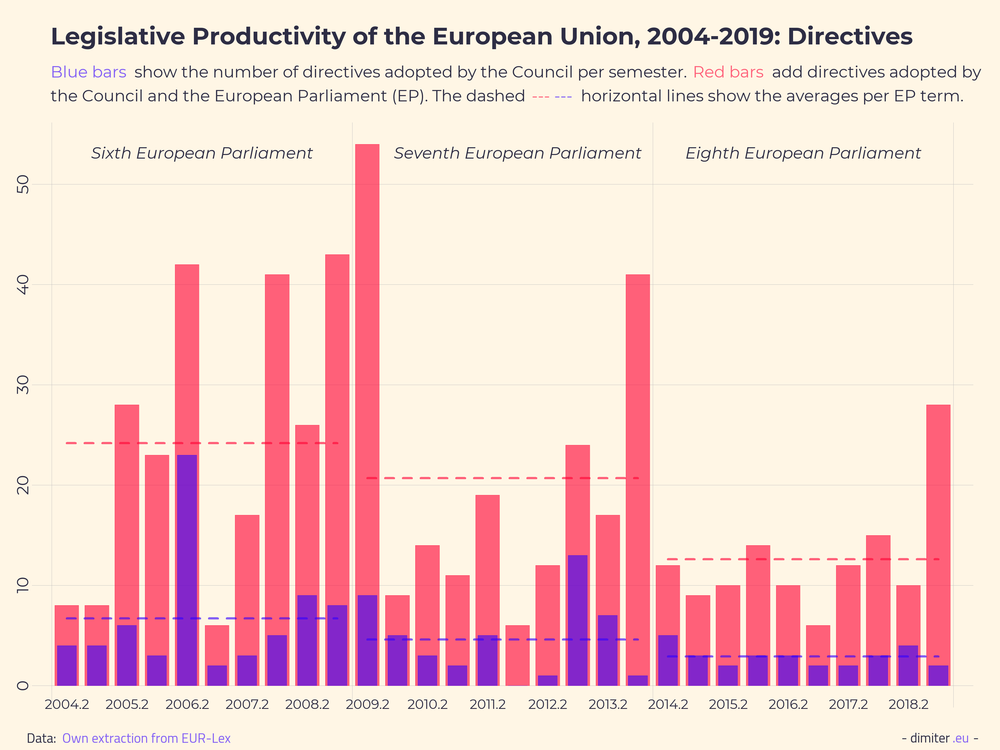 Legislative Productivity of the European Union, 2004-2019: Directives
Blue bars show the number of directives adopted by the Council per semester. Red bars add directives adopted by
the Council and the European Parliament (EP). The dashed --- --- horizontal lines show the averages per EP term.
Sixth European Parliament
Seventh European Parliament
Eighth European Parliament
50
40
30
20
10
0
2004.2 2005.2 2006.2 2007.2 2008.2 2009.2 2010.2 2011.2 2012.2 2013.2 2014.2 2015.2 2016.2 2017.2 2018.2
Data: Own extraction from EUR-Lex
- dimiter .eu -